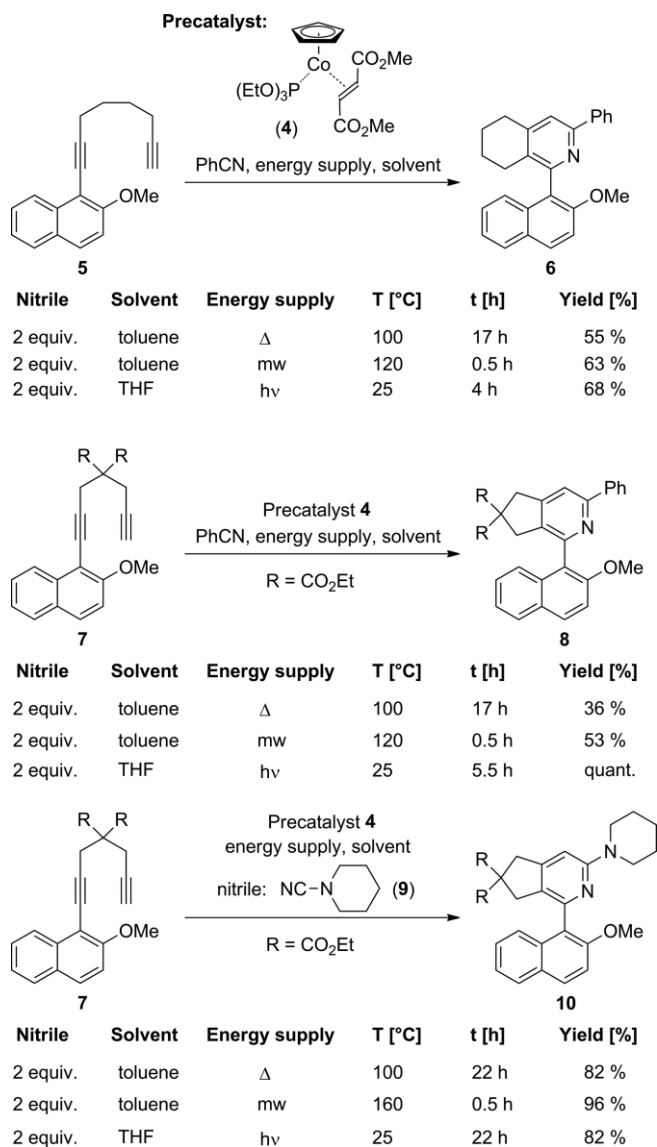 Precatalyst:
Co
CO2Me
(EtO)3P
(4)
CO2Me
PhCN, energy supply, solvent
OMe
5
Ph
N
OMe
6
Nitrile Solvent Energy supply T [°C] t [h] Yield [%]
2 equiv. toluene Δ 100 17 h 55 %
2 equiv. toluene mw 120 0.5 h 63 %
2 equiv. THF hν 25 4 h 68 %
R R
OMe
7
Precatalyst 4
PhCN, energy supply, solvent
R = CO2Et
R
R
Ph
N
OMe
8
Nitrile Solvent Energy supply T [°C] t [h] Yield [%]
2 equiv. toluene Δ 100 17 h 36 %
2 equiv. toluene mw 120 0.5 h 53 %
2 equiv. THF hν 25 5.5 h quant.
R R
OMe
7
Precatalyst 4
energy supply, solvent
nitrile: NC–N (9)
R = CO2Et
R
R
N
N
OMe
10
Nitrile Solvent Energy supply T [°C] t [h] Yield [%]
2 equiv. toluene Δ 100 22 h 82 %
2 equiv. toluene mw 160 0.5 h 96 %
2 equiv. THF hν 25 22 h 82 %